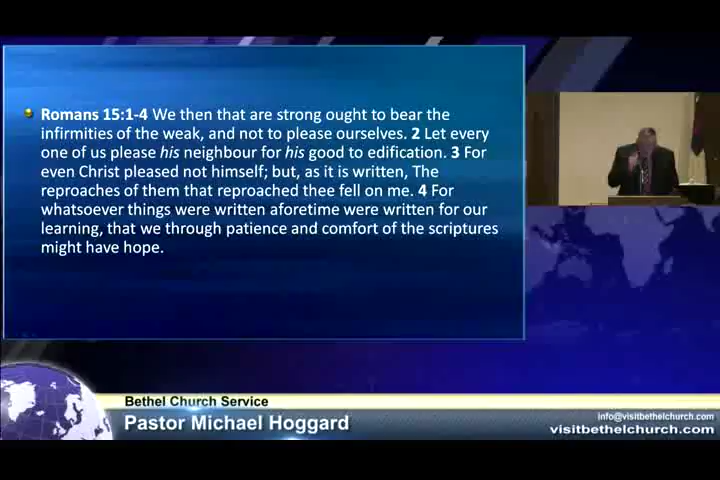 Romans 15:1-4 We then that are strong ought to bear the
infirmities of the weak, and not to please ourselves. 2 Let every
one of us please his neighbour for his good to edification. 3 For
even Christ pleased not himself; but, as it is written, The
reproaches of them that reproached thee fell on me. 4 For
whatsoever things were written aforetime were written for our
learning, that we through patience and comfort of the scriptures
might have hope.
Bethel Church Service
Pastor Michael Hoggard
info@visitbethelchurch.com
visitbethelchurch.com